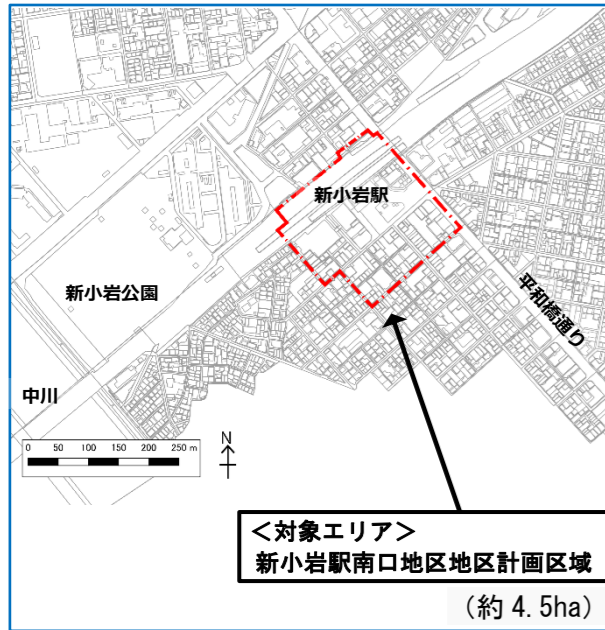 新小岩駅
新小岩公園
平和橋通り
中川
0 50 100 150 200 250 m
N
＜対象エリア＞
新小岩駅南口地区地区計画区域
（約 4.5ha）